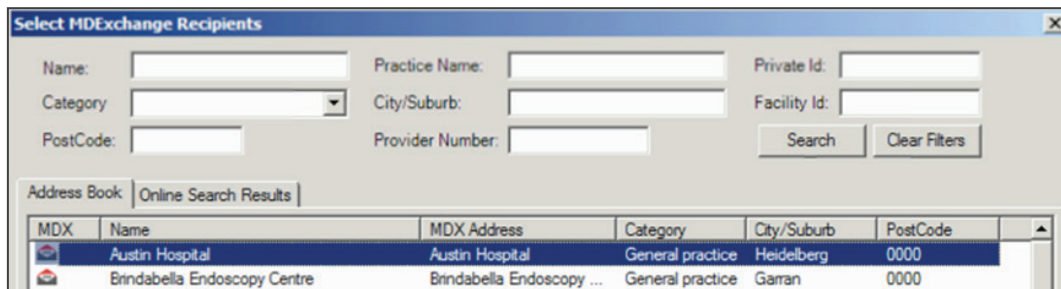 Select MDExchange Recipients
Name: Practice Name: Private Id:
Category City/Suburb: Facility Id:
PostCode: Provider Number: Search Clear Filters
Address Book Online Search Results
MDX Name MDX Address Category City/Suburb PostCode
Austin Hospital Austin Hospital General practice Heidelberg 0000
Brindabella Endoscopy Centre Brindabella Endoscopy ... General practice Garran 0000